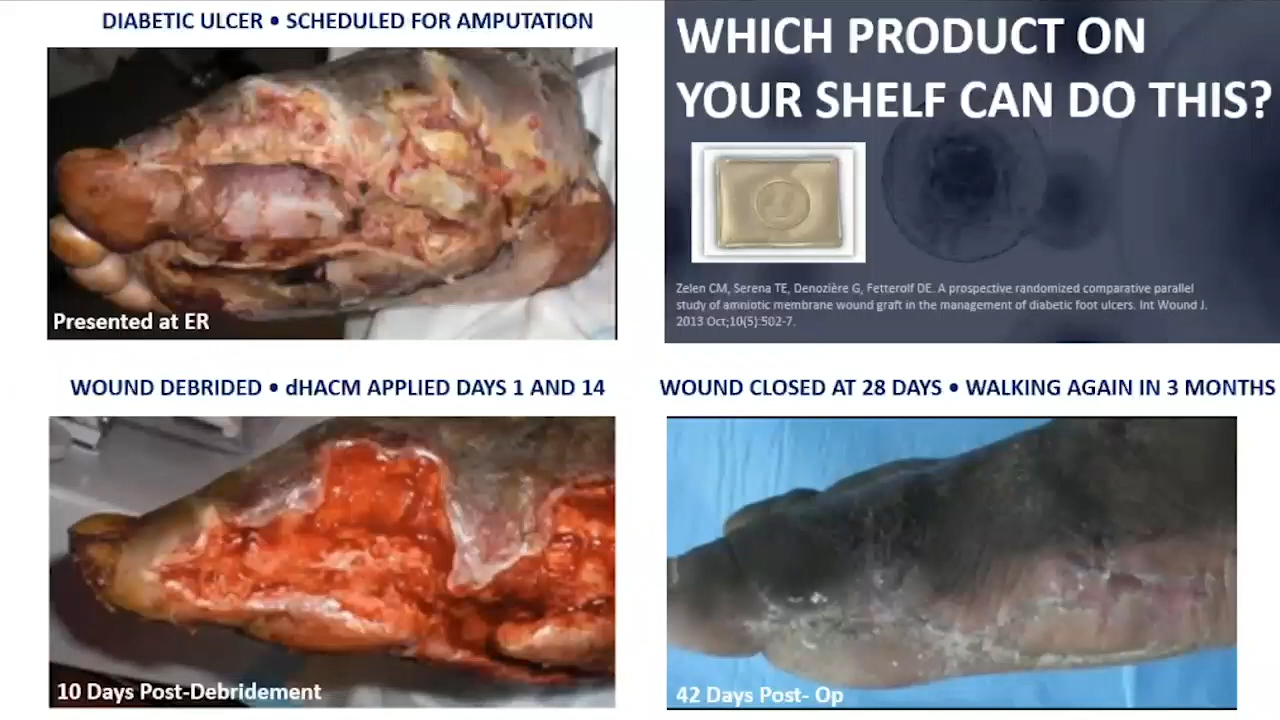 DIABETIC ULCER • SCHEDULED FOR AMPUTATION
Presented at ER
WHICH PRODUCT ON
YOUR SHELF CAN DO THIS?
Zelen CM, Serena TE, Denozière G, Fetterolf DE. A prospective randomized comparative parallel
study of amniotic membrane wound graft in the management of diabetic foot ulcers. Int Wound J.
2013 Oct;10(5):502-7.
WOUND DEBRIDED • dHACM APPLIED DAYS 1 AND 14
10 Days Post-Debridement
WOUND CLOSED AT 28 DAYS • WALKING AGAIN IN 3 MONTHS
42 Days Post- Op